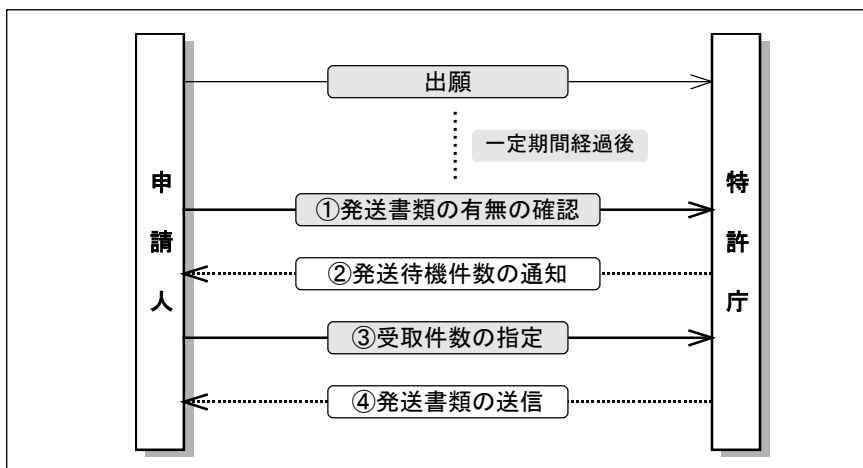 出願
一定期間経過後
申請人
特許庁
①発送書類の有無の確認
②発送待機件数の通知
③受取件数の指定
④発送書類の送信